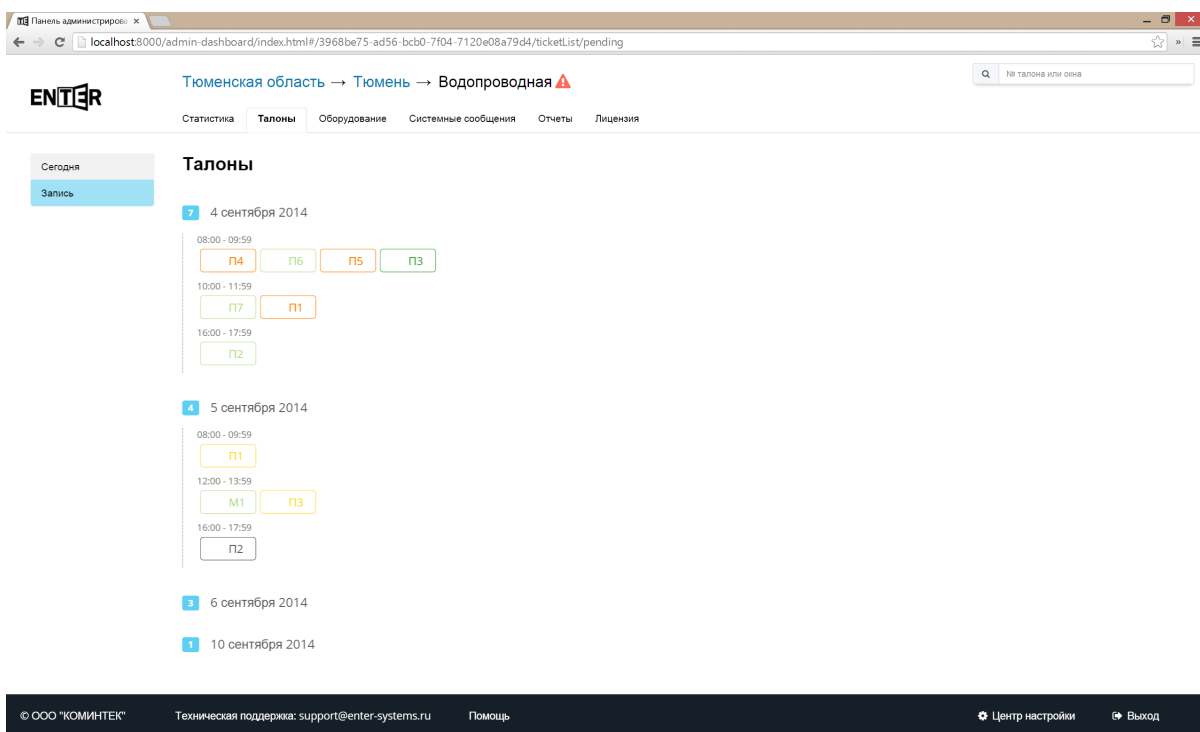 Панель администрирова
localhost:8000/admin-dashboard/index.html#/3968be75-ad56-bcb0-7f04-7120e08a79d4/ticketList/pending
ENTER
Тюменская область → Тюмень → Водопроводная
№ талона или окна
Статистика Талоны Оборудование Системные сообщения Отчеты Лицензия
Сегодня
Запись
Талоны
7 4 сентября 2014
08:00 - 09:59
П4 П6 П5 П3
10:00 - 11:59
П7 П1
16:00 - 17:59
П2
4 5 сентября 2014
08:00 - 09:59
П1
12:00 - 13:59
М1 П3
16:00 - 17:59
П2
3 6 сентября 2014
1 10 сентября 2014
© ООО "КОМИНТЕК" Техническая поддержка: support@enter-systems.ru Помощь Центр настройки Выход